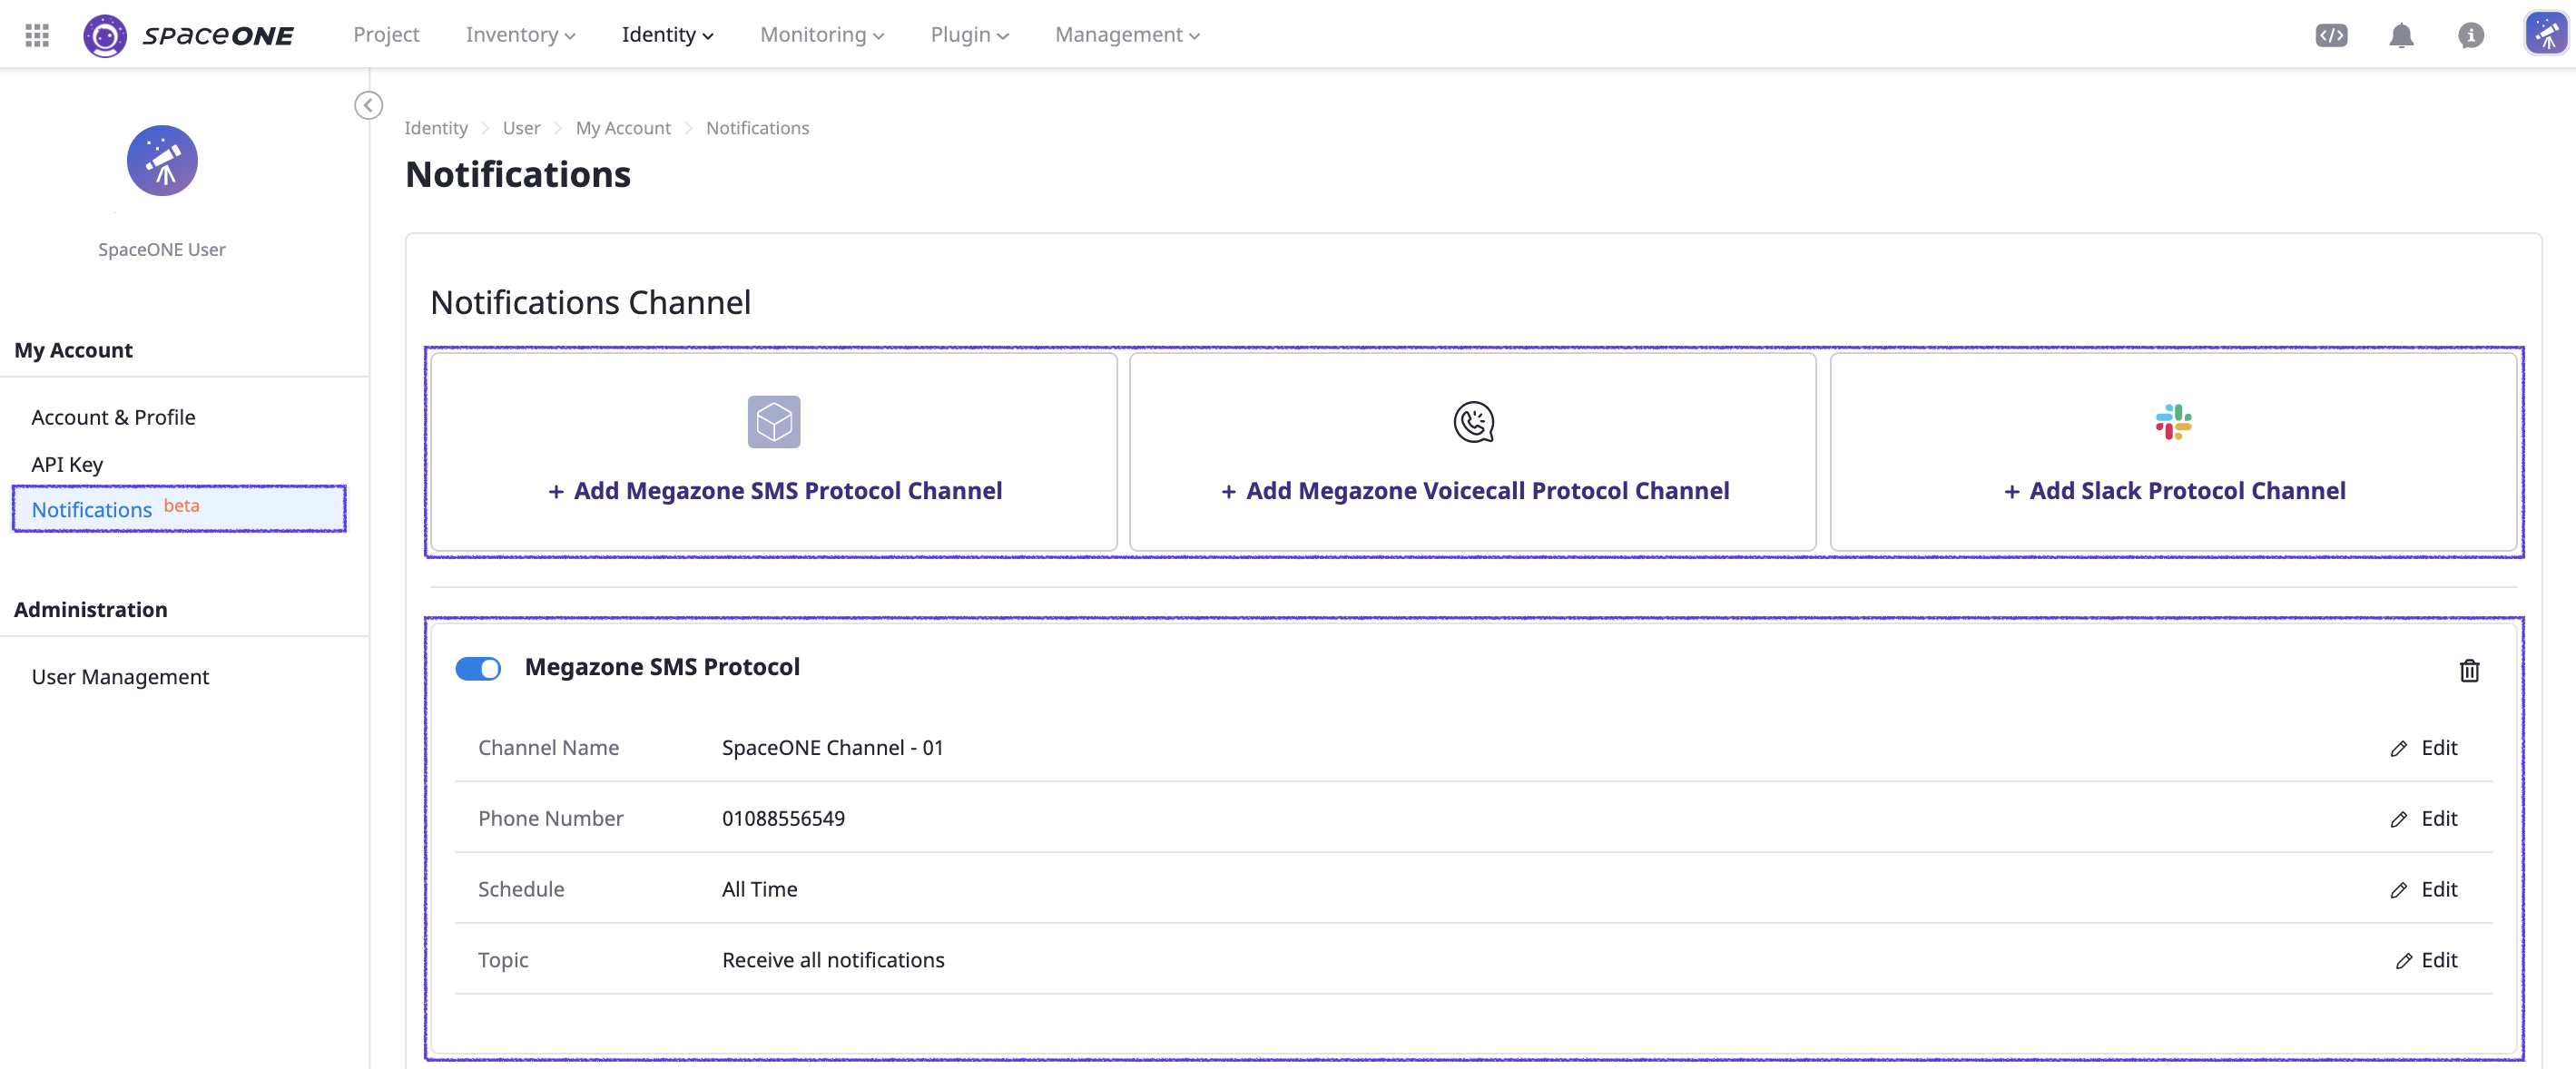 spaceONE Project Inventory Identity Monitoring Plugin Management
SpaceONE User
My Account
Account & Profile
API Key
Notifications beta
Administration
User Management
Identity User My Account Notifications
Notifications
Notifications Channel
+ Add Megazone SMS Protocol Channel
+ Add Megazone Voicecall Protocol Channel
+ Add Slack Protocol Channel
Megazone SMS Protocol
Channel Name SpaceONE Channel - 01 Edit
Phone Number 01088556549 Edit
Schedule All Time Edit
Topic Receive all notifications Edit